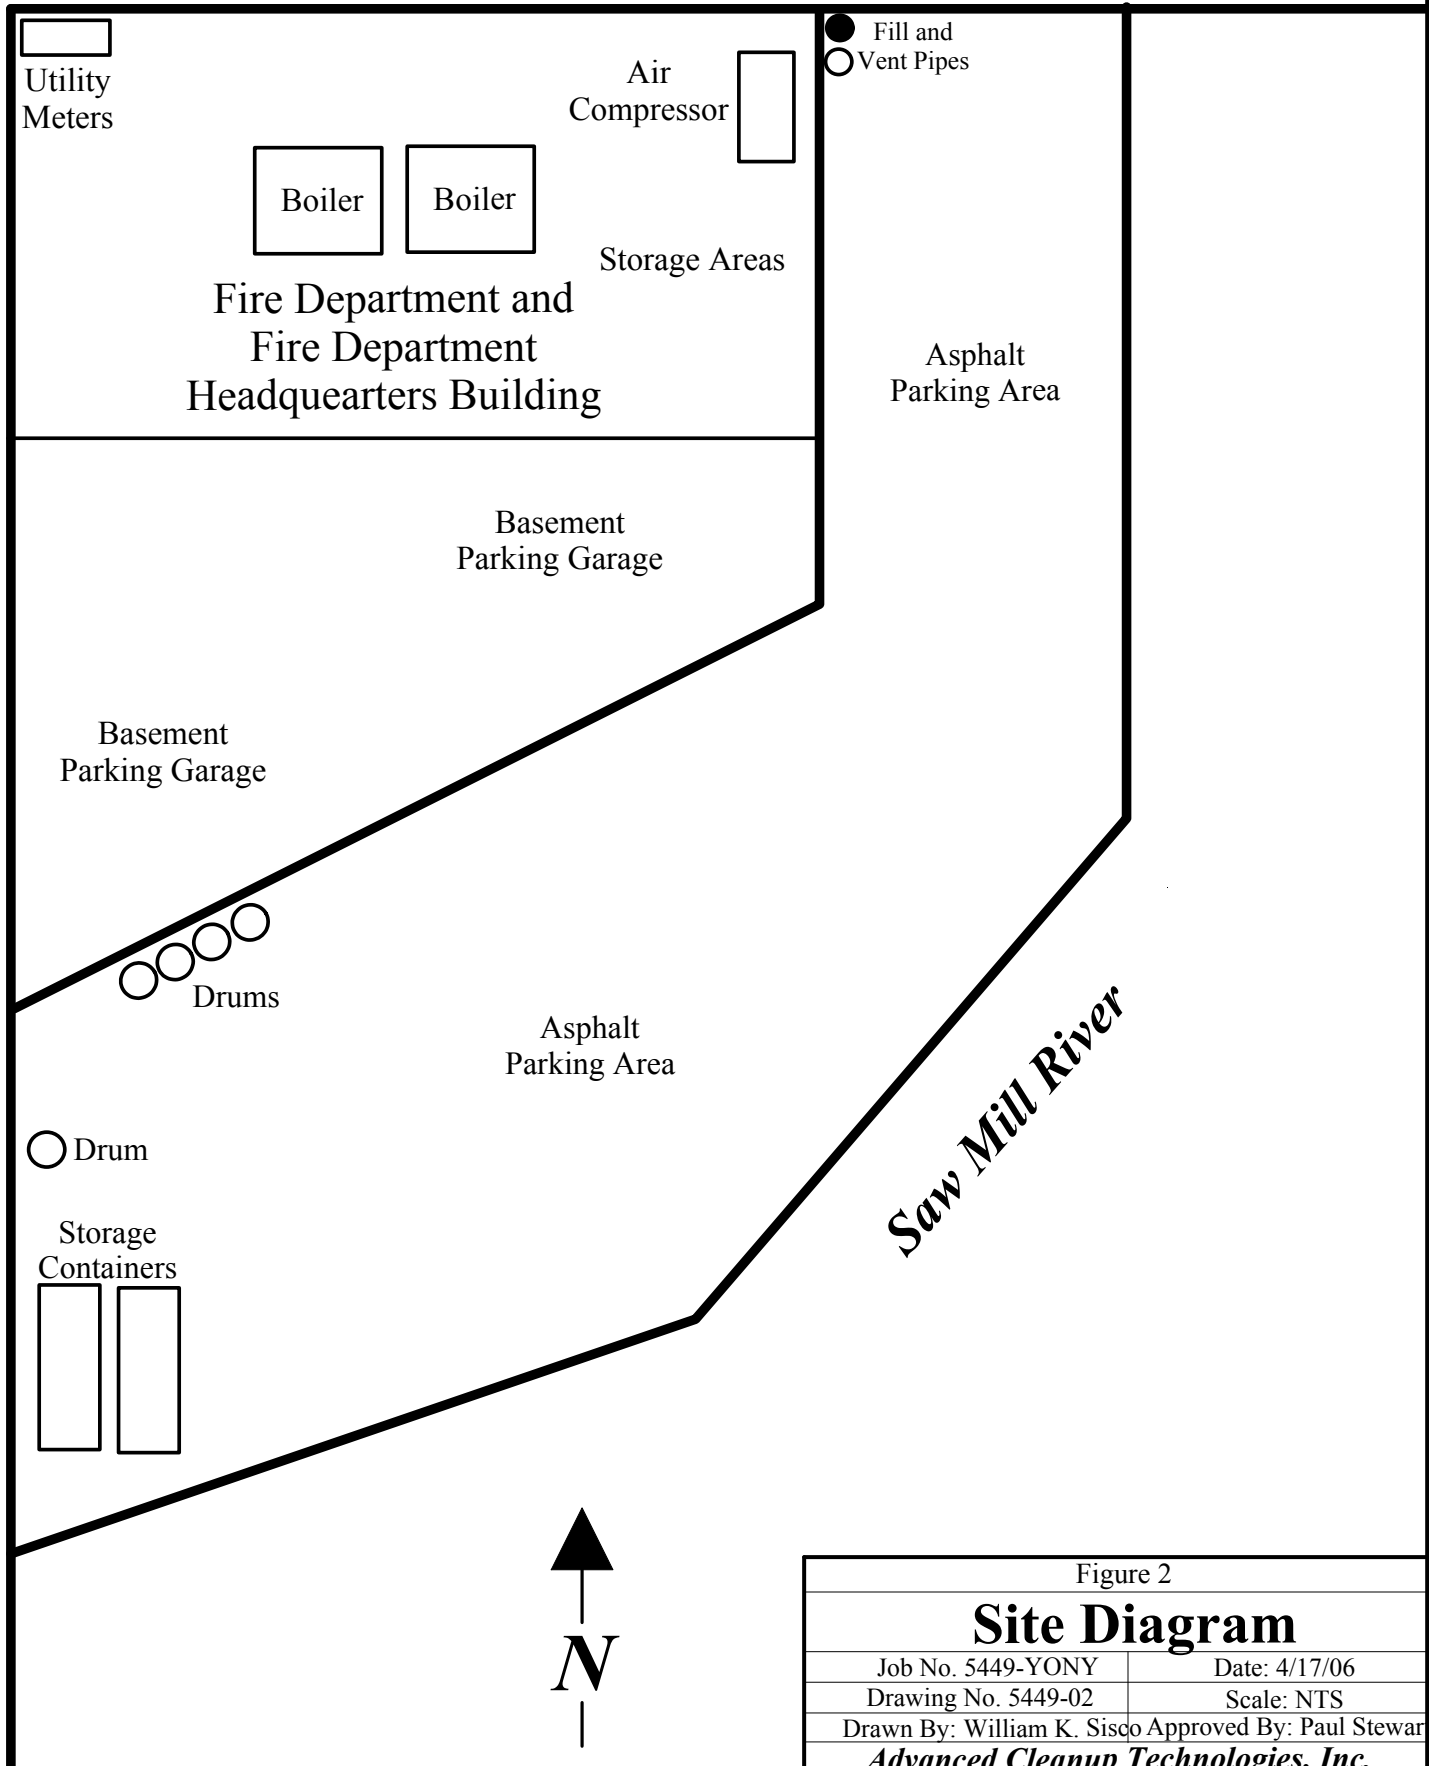 Fill and
Vent Pipes
Utility
Meters
Air
Compressor
Boiler
Boiler
Storage Areas
Fire Department and
Fire Department
Headquearters Building
Asphalt
Parking Area
Basement
Parking Garage
Basement
Parking Garage
Drums
Asphalt
Parking Area
Saw Mill River
Drum
Storage
Containers
N
Figure 2
Site Diagram
Job No. 5449-YONY
Date: 4/17/06
Drawing No. 5449-02
Scale: NTS
Drawn By: William K. Sisco
Approved By: Paul Stewar
Advanced Cleanup Technologies, Inc.